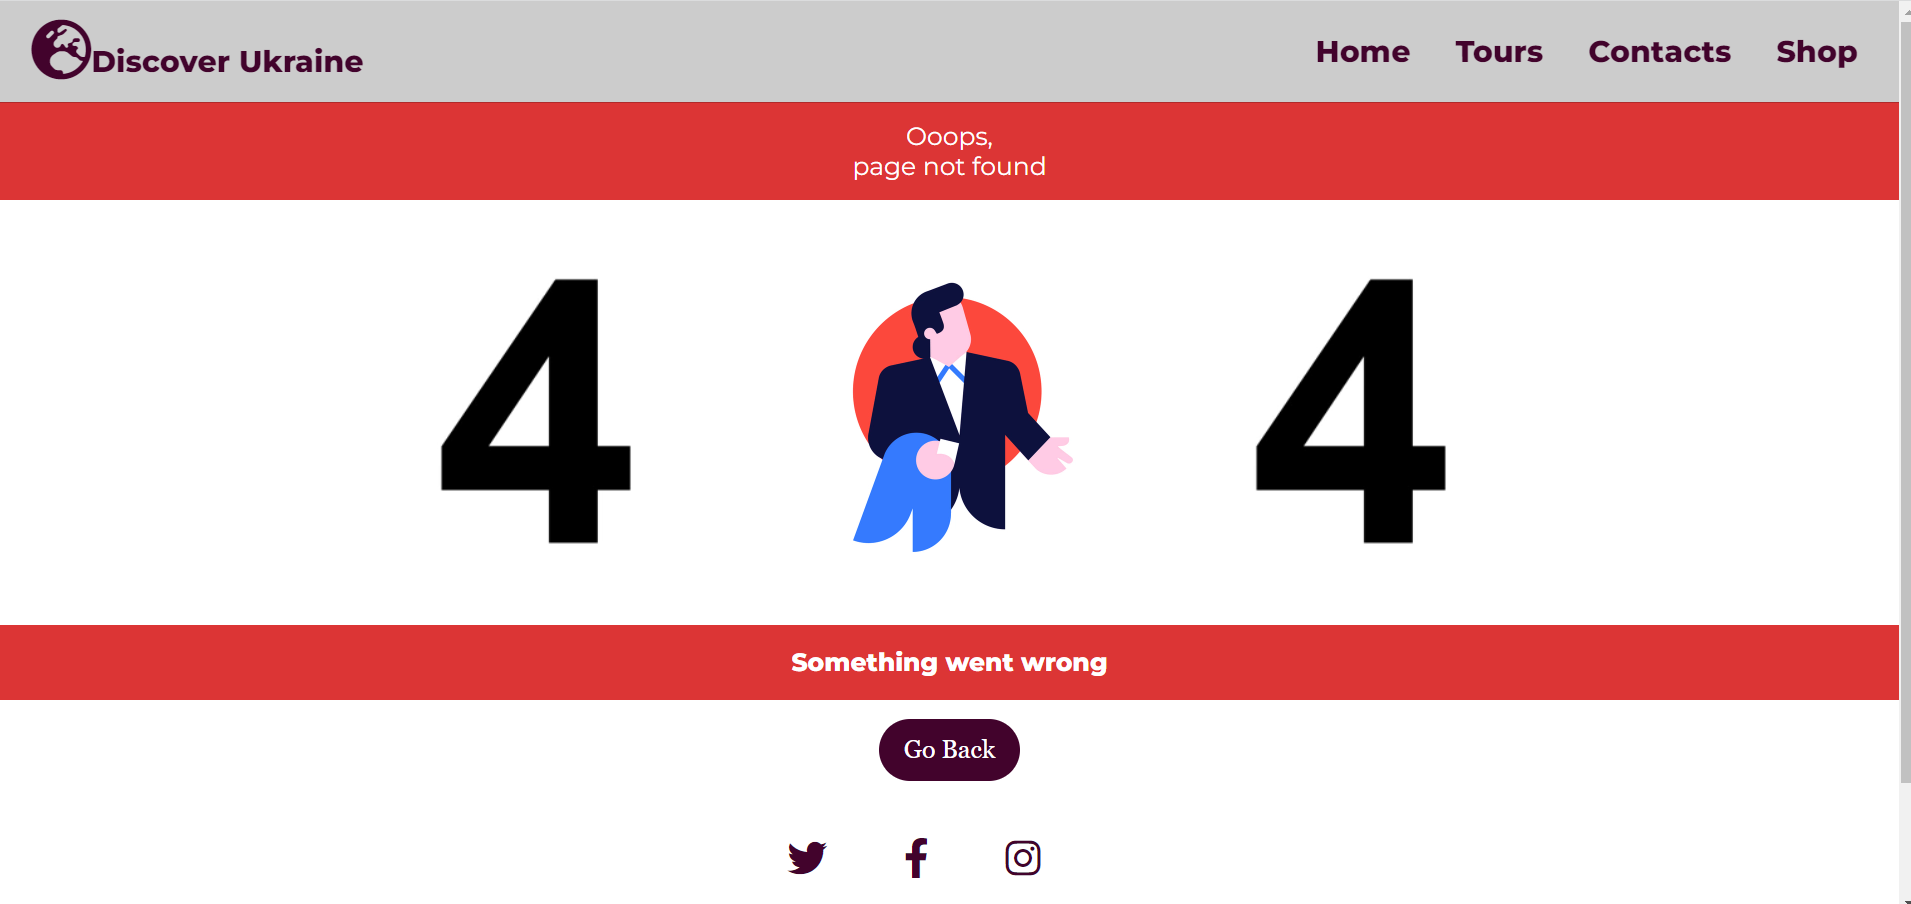 Discover Ukraine
Home Tours Contacts Shop
Ooops,
page not found
4 4
Something went wrong
Go Back